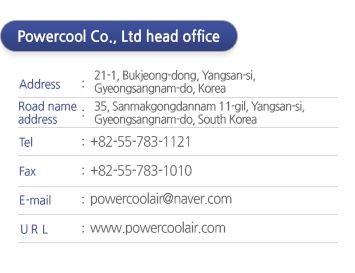 Powercool Co., Ltd head office
Address : 21-1, Bukjeong-dong, Yangsan-si,
Gyeongsangnam-do, Korea
Road name address : 35, Sanmakgongdannam 11-gil, Yangsan-si,
Gyeongsangnam-do, South Korea
Tel : +82-55-783-1121
Fax : +82-55-783-1010
E-mail : powercoolair@naver.com
U R L : www.powercoolair.com